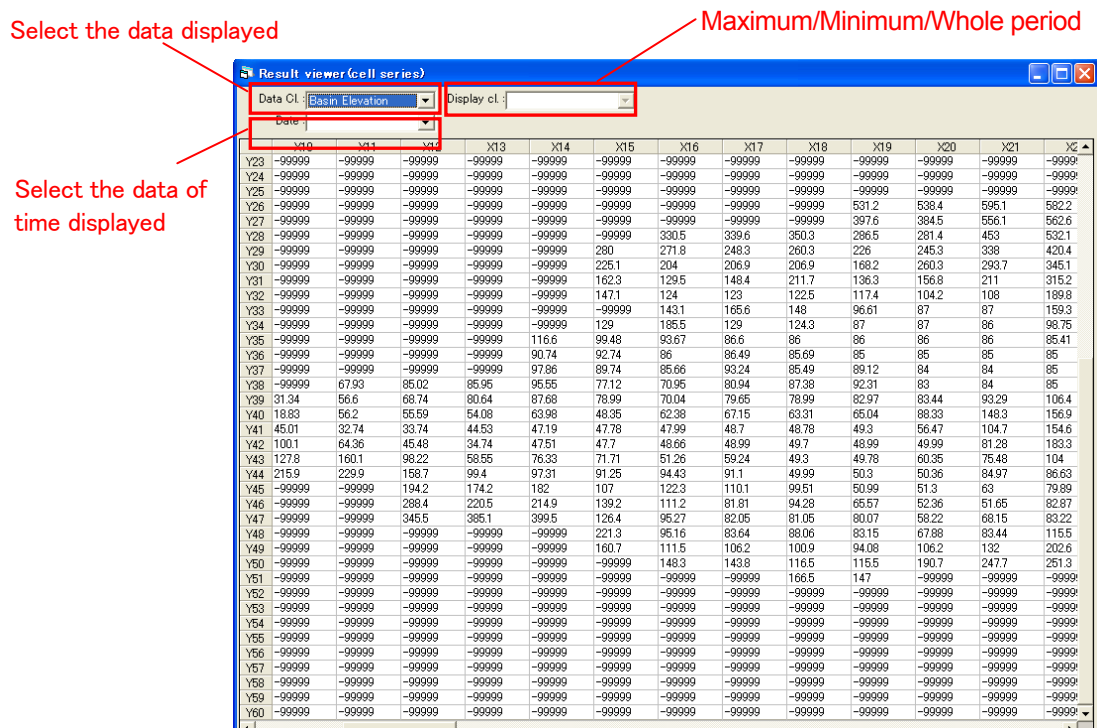 Select the data displayed
Maximum/Minimum/Whole period
Result viewer(cell series)
Data Cl. : Basin Elevation Display cl. :
Date :
Select the data of
time displayed
X10 X11 X12 X13 X14 X15 X16 X17 X18 X19 X20 X21
Y23 -99999 -99999 -99999 -99999 -99999 -99999 -99999 -99999 -99999 -99999 -99999 -99999 -9999
Y24 -99999 -99999 -99999 -99999 -99999 -99999 -99999 -99999 -99999 -99999 -99999 -99999 -9999
Y25 -99999 -99999 -99999 -99999 -99999 -99999 -99999 -99999 -99999 -99999 -99999 -99999 -9999
Y26 -99999 -99999 -99999 -99999 -99999 -99999 -99999 -99999 -99999 531.2 538.4 595.1 582.2
Y27 -99999 -99999 -99999 -99999 -99999 -99999 -99999 -99999 -99999 397.6 384.5 556.1 562.6
Y28 -99999 -99999 -99999 -99999 -99999 -99999 330.5 339.6 350.3 286.5 281.4 453 532.1
Y29 -99999 -99999 -99999 -99999 -99999 280 271.8 248.3 260.3 226 245.3 338 420.4
Y30 -99999 -99999 -99999 -99999 -99999 225.1 204 206.9 206.9 168.2 260.3 293.7 345.1
Y31 -99999 -99999 -99999 -99999 -99999 162.3 129.5 148.4 211.7 136.3 156.8 211 315.2
Y32 -99999 -99999 -99999 -99999 -99999 147.1 124 123 122.5 117.4 104.2 108 189.8
Y33 -99999 -99999 -99999 -99999 -99999 -99999 143.1 165.6 148 96.61 87 87 159.3
Y34 -99999 -99999 -99999 -99999 -99999 129 185.5 129 124.3 87 87 86 98.75
Y35 -99999 -99999 -99999 -99999 116.6 99.48 93.67 86.6 86 86 86 86 85.41
Y36 -99999 -99999 -99999 -99999 90.74 92.74 86 86.49 85.69 85 85 85 85
Y37 -99999 -99999 -99999 -99999 97.86 89.74 85.66 93.24 85.49 89.12 84 84 85
Y38 -99999 67.93 85.02 85.95 95.55 77.12 70.95 80.94 87.38 92.31 83 84 85
Y39 31.34 56.6 68.74 80.64 87.68 78.99 70.04 79.65 78.99 82.97 83.44 93.29 106.4
Y40 18.83 56.2 55.59 54.08 63.98 48.35 62.38 67.15 63.31 65.04 88.33 148.3 156.9
Y41 45.01 32.74 33.74 44.53 47.19 47.78 47.99 48.7 48.78 49.3 56.47 104.7 154.6
Y42 100.1 64.36 45.48 34.74 47.51 47.7 48.66 48.99 49.7 48.99 49.99 81.28 183.3
Y43 127.8 160.1 98.22 58.55 76.33 71.71 51.26 59.24 49.3 49.78 60.35 75.48 104
Y44 215.9 229.9 158.7 99.4 97.31 91.25 94.43 91.1 49.99 50.3 50.36 84.97 86.63
Y45 -99999 -99999 194.2 174.2 182 107 122.3 110.1 99.51 50.99 51.3 63 79.89
Y46 -99999 -99999 288.4 220.5 214.9 139.2 111.2 81.81 94.28 65.57 52.36 51.65 82.87
Y47 -99999 -99999 345.5 385.1 399.5 126.4 95.27 82.05 81.05 80.07 58.22 68.15 83.22
Y48 -99999 -99999 -99999 -99999 -99999 221.3 95.16 83.64 88.06 83.15 67.88 83.44 115.5
Y49 -99999 -99999 -99999 -99999 -99999 160.7 111.5 106.2 100.9 94.08 106.2 132 202.6
Y50 -99999 -99999 -99999 -99999 -99999 -99999 148.3 143.8 116.5 115.5 190.7 247.7 251.3
Y51 -99999 -99999 -99999 -99999 -99999 -99999 -99999 -99999 166.5 147 -99999 -99999 -9999
Y52 -99999 -99999 -99999 -99999 -99999 -99999 -99999 -99999 -99999 -99999 -99999 -99999 -9999
Y53 -99999 -99999 -99999 -99999 -99999 -99999 -99999 -99999 -99999 -99999 -99999 -99999 -9999
Y54 -99999 -99999 -99999 -99999 -99999 -99999 -99999 -99999 -99999 -99999 -99999 -99999 -9999
Y55 -99999 -99999 -99999 -99999 -99999 -99999 -99999 -99999 -99999 -99999 -99999 -99999 -9999
Y56 -99999 -99999 -99999 -99999 -99999 -99999 -99999 -99999 -99999 -99999 -99999 -99999 -9999
Y57 -99999 -99999 -99999 -99999 -99999 -99999 -99999 -99999 -99999 -99999 -99999 -99999 -9999
Y58 -99999 -99999 -99999 -99999 -99999 -99999 -99999 -99999 -99999 -99999 -99999 -99999 -9999
Y59 -99999 -99999 -99999 -99999 -99999 -99999 -99999 -99999 -99999 -99999 -99999 -99999 -9999
Y60 -99999 -99999 -99999 -99999 -99999 -99999 -99999 -99999 -99999 -99999 -99999 -99999 -9999